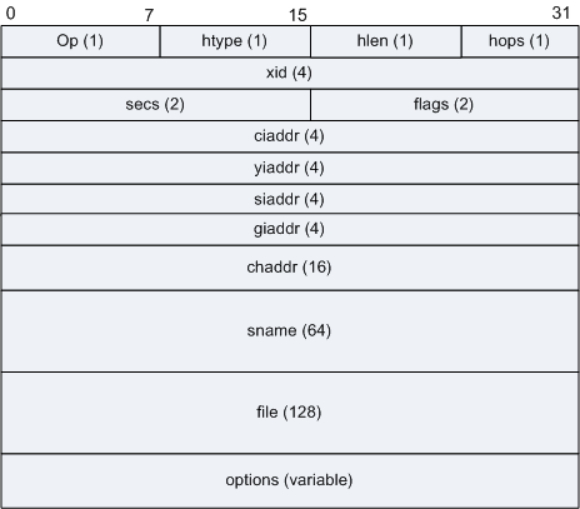 0 7 15 31
Op (1) htype (1) hlen (1) hops (1)
xid (4)
secs (2) flags (2)
ciaddr (4)
yiaddr (4)
siaddr (4)
giaddr (4)
chaddr (16)
sname (64)
file (128)
options (variable)